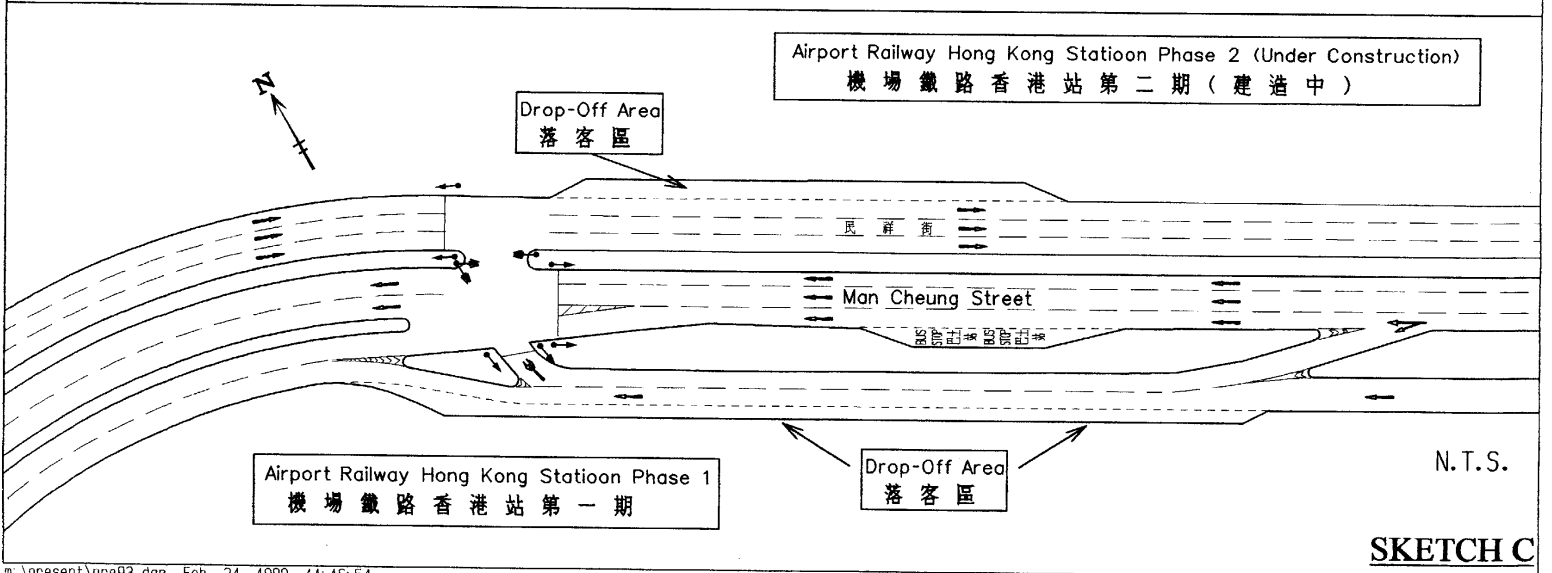 Airport Railway Hong Kong Statioon Phase 2 (Under Construction)
機場鐵路香港站第二期(建造中)
N
Drop-Off Area
落客區
民祥街
Man Cheung Street
BUS STOP 巴士站 BUS STOP 巴士站
Airport Railway Hong Kong Statioon Phase 1
機場鐵路香港站第一期
Drop-Off Area
落客區
N.T.S.
SKETCH C